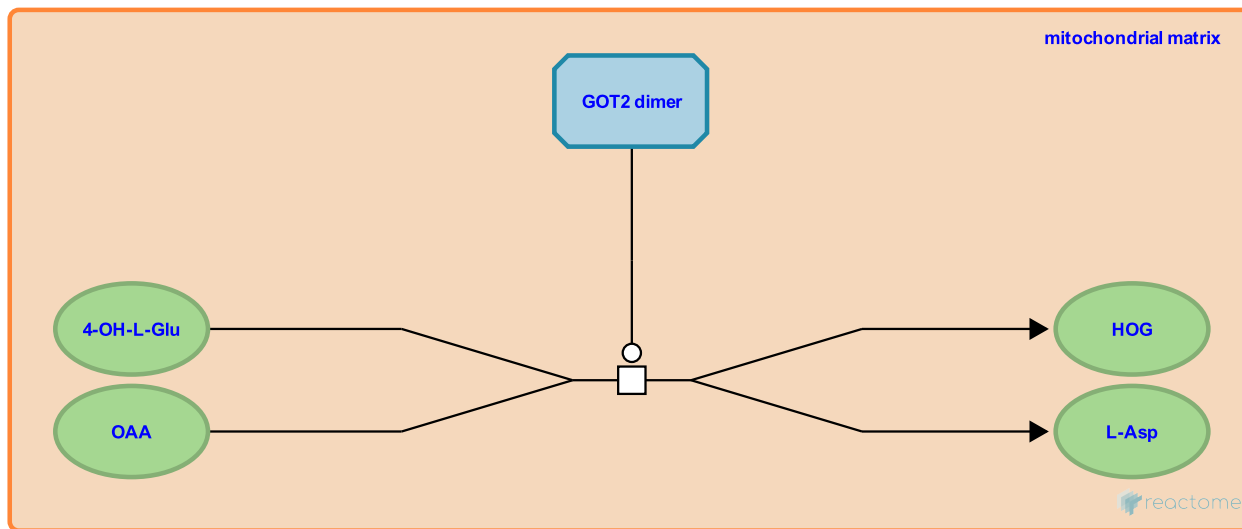 mitochondrial matrix
GOT2 dimer
4-OH-L-Glu
HOG
OAA
L-Asp
reactome